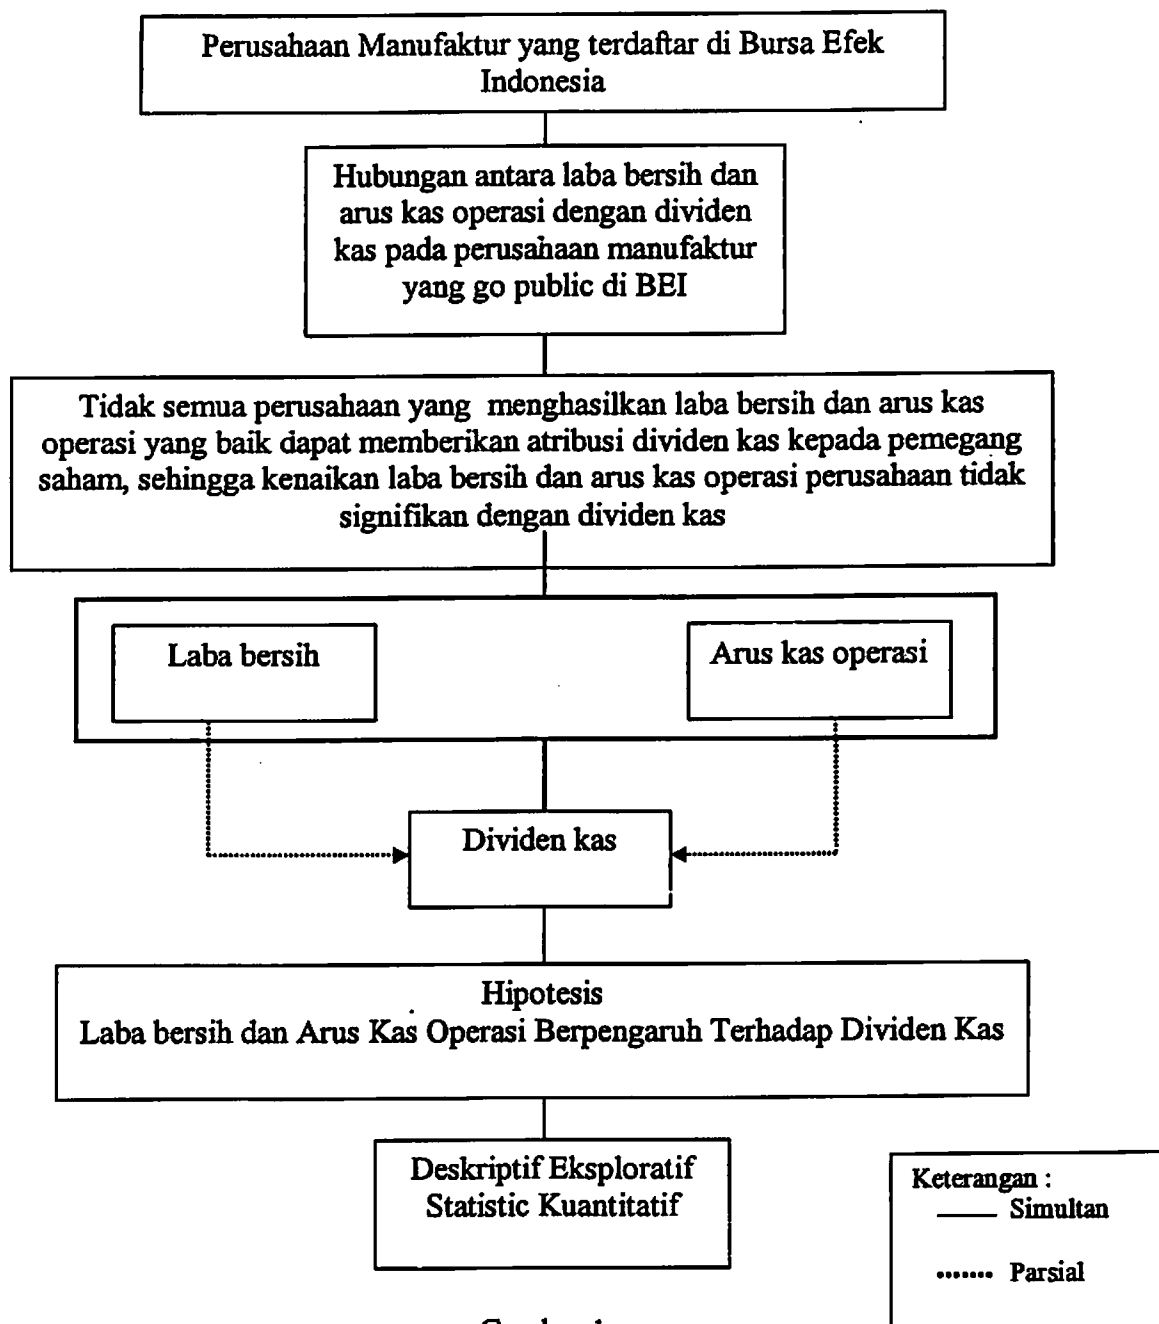 Perusahaan Manufaktur yang terdaftar di Bursa Efek
Indonesia
Hubungan antara laba bersih dan
arus kas operasi dengan dividen
kas pada perusahaan manufaktur
yang go public di BEI
Tidak semua perusahaan yang menghasilkan laba bersih dan arus kas
operasi yang baik dapat memberikan atribusi dividen kas kepada pemegang
saham, sehingga kenaikan laba bersih dan arus kas operasi perusahaan tidak
signifikan dengan dividen kas
Laba bersih
Arus kas operasi
Dividen kas
Hipotesis
Laba bersih dan Arus Kas Operasi Berpengaruh Terhadap Dividen Kas
Deskriptif Eksploratif
Statistic Kuantitatif
Keterangan :
Simultan
Parsial